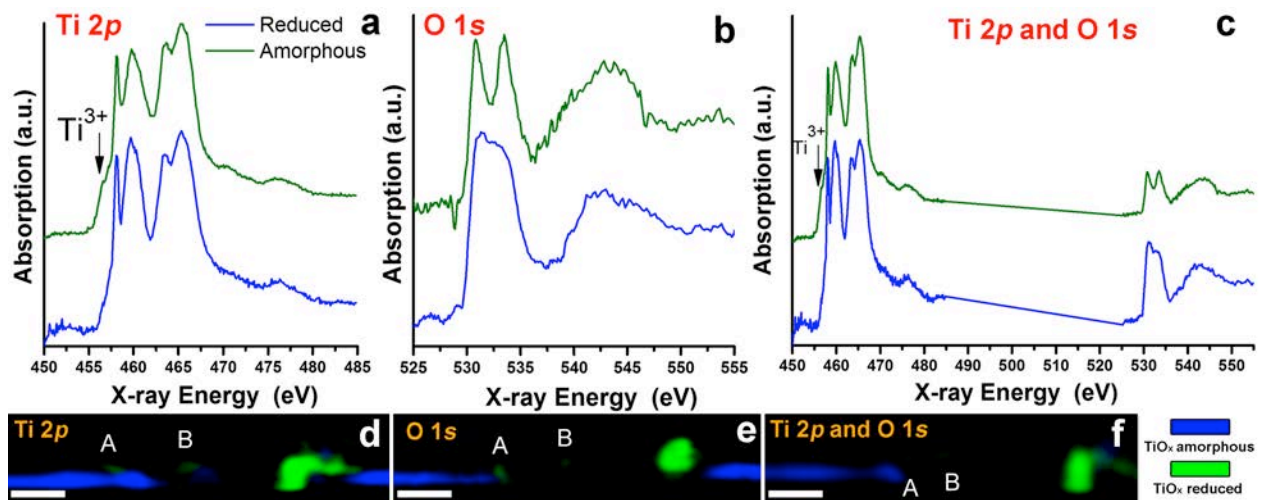 Ti 2p
Reduced
Amorphous
a
Ti3+
Absorption (a.u.)
450 455 460 465 470 475 480 485
X-ray Energy (eV)
O 1s
b
Absorption (a.u.)
525 530 535 540 545 550 555
X-ray Energy (eV)
Ti 2p and O 1s
c
Ti3+
Absorption (a.u.)
450 460 470 480 490 500 510 520 530 540 550
X-ray Energy (eV)
Ti 2p
A
B
d
O 1s
A
B
e
Ti 2p and O 1s
A
B
f
TiOx amorphous
TiOx reduced